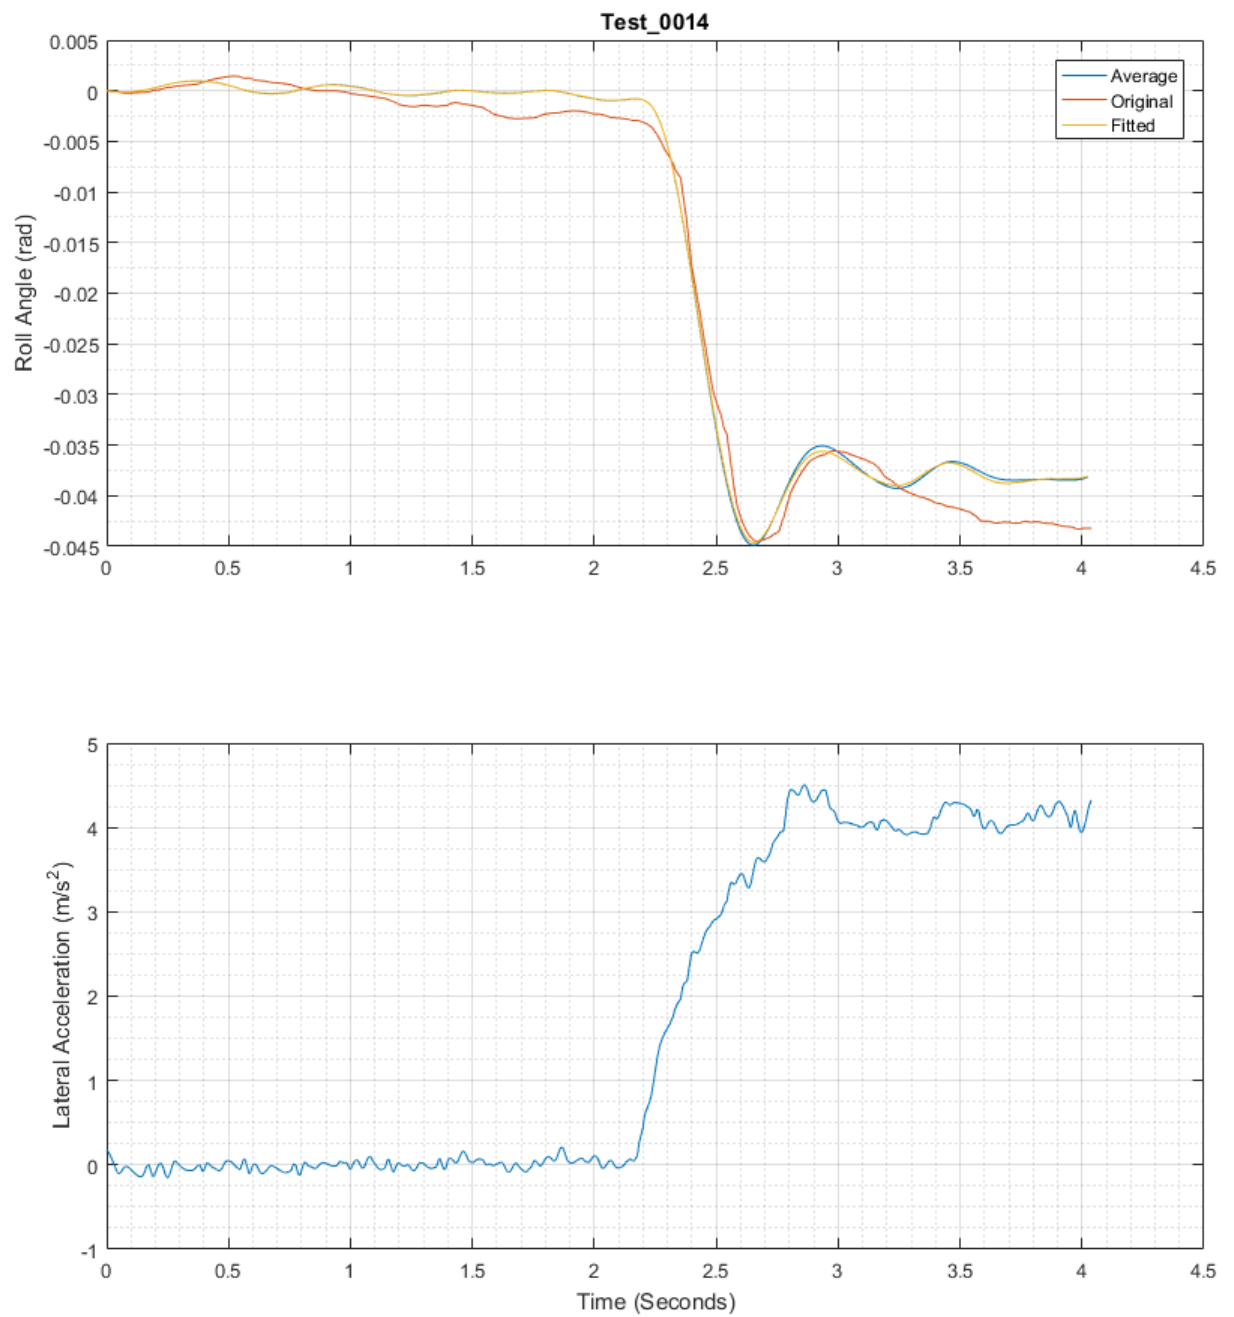 Test_0014
0.005
0
-0.005
-0.01
-0.015
-0.02
-0.025
-0.03
-0.035
-0.04
-0.045
Roll Angle (rad)
Average
Original
Fitted
0 0.5 1 1.5 2 2.5 3 3.5 4 4.5
5
4
3
2
1
0
-1
Lateral Acceleration (m/s²)
0 0.5 1 1.5 2 2.5 3 3.5 4 4.5
Time (Seconds)